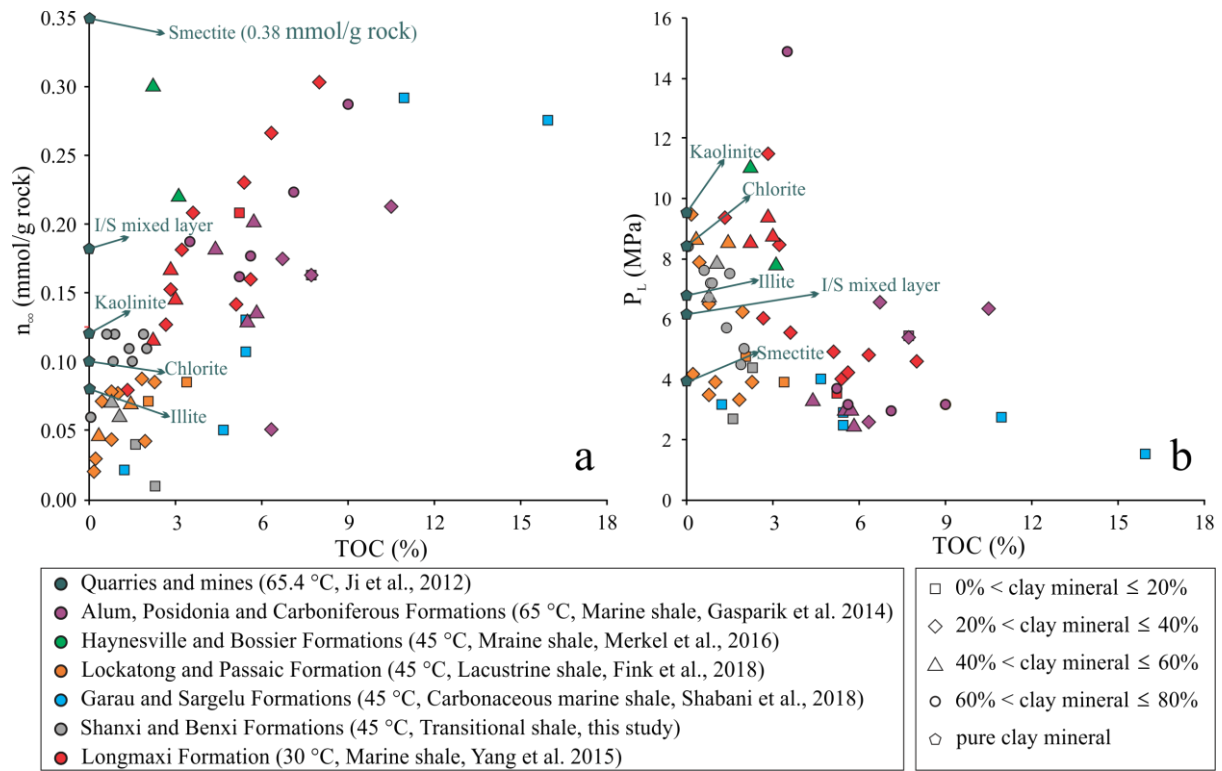 a
0.35
0.30
0.25
0.20
0.15
0.10
0.05
0.00
n∞ (mmol/g rock)
Smectite (0.38 mmol/g rock)
I/S mixed layer
Kaolinite
Chlorite
Illite
0 3 6 9 12 15 18
TOC (%)
b
16
14
12
10
8
6
4
2
0
P_L (MPa)
Kaolinite
Chlorite
Illite
I/S mixed layer
Smectite
0 3 6 9 12 15 18
TOC (%)
Quarries and mines (65.4 °C, Ji et al., 2012)
Alum, Posidonia and Carboniferous Formations (65 °C, Marine shale, Gasparik et al. 2014)
Haynesville and Bossier Formations (45 °C, Mraine shale, Merkel et al., 2016)
Lockatong and Passaic Formation (45 °C, Lacustrine shale, Fink et al., 2018)
Garau and Sargelu Formations (45 °C, Carbonaceous marine shale, Shabani et al., 2018)
Shanxi and Benxi Formations (45 °C, Transitional shale, this study)
Longmaxi Formation (30 °C, Marine shale, Yang et al. 2015)
0% < clay mineral ≤ 20%
20% < clay mineral ≤ 40%
40% < clay mineral ≤ 60%
60% < clay mineral ≤ 80%
pure clay mineral